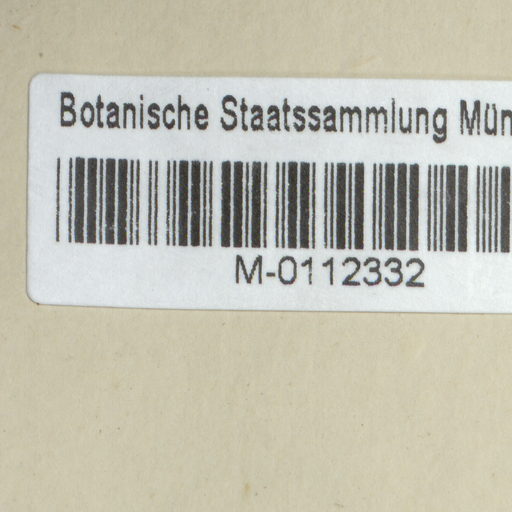 Botanische Staatssammlung Mün
M-0112332